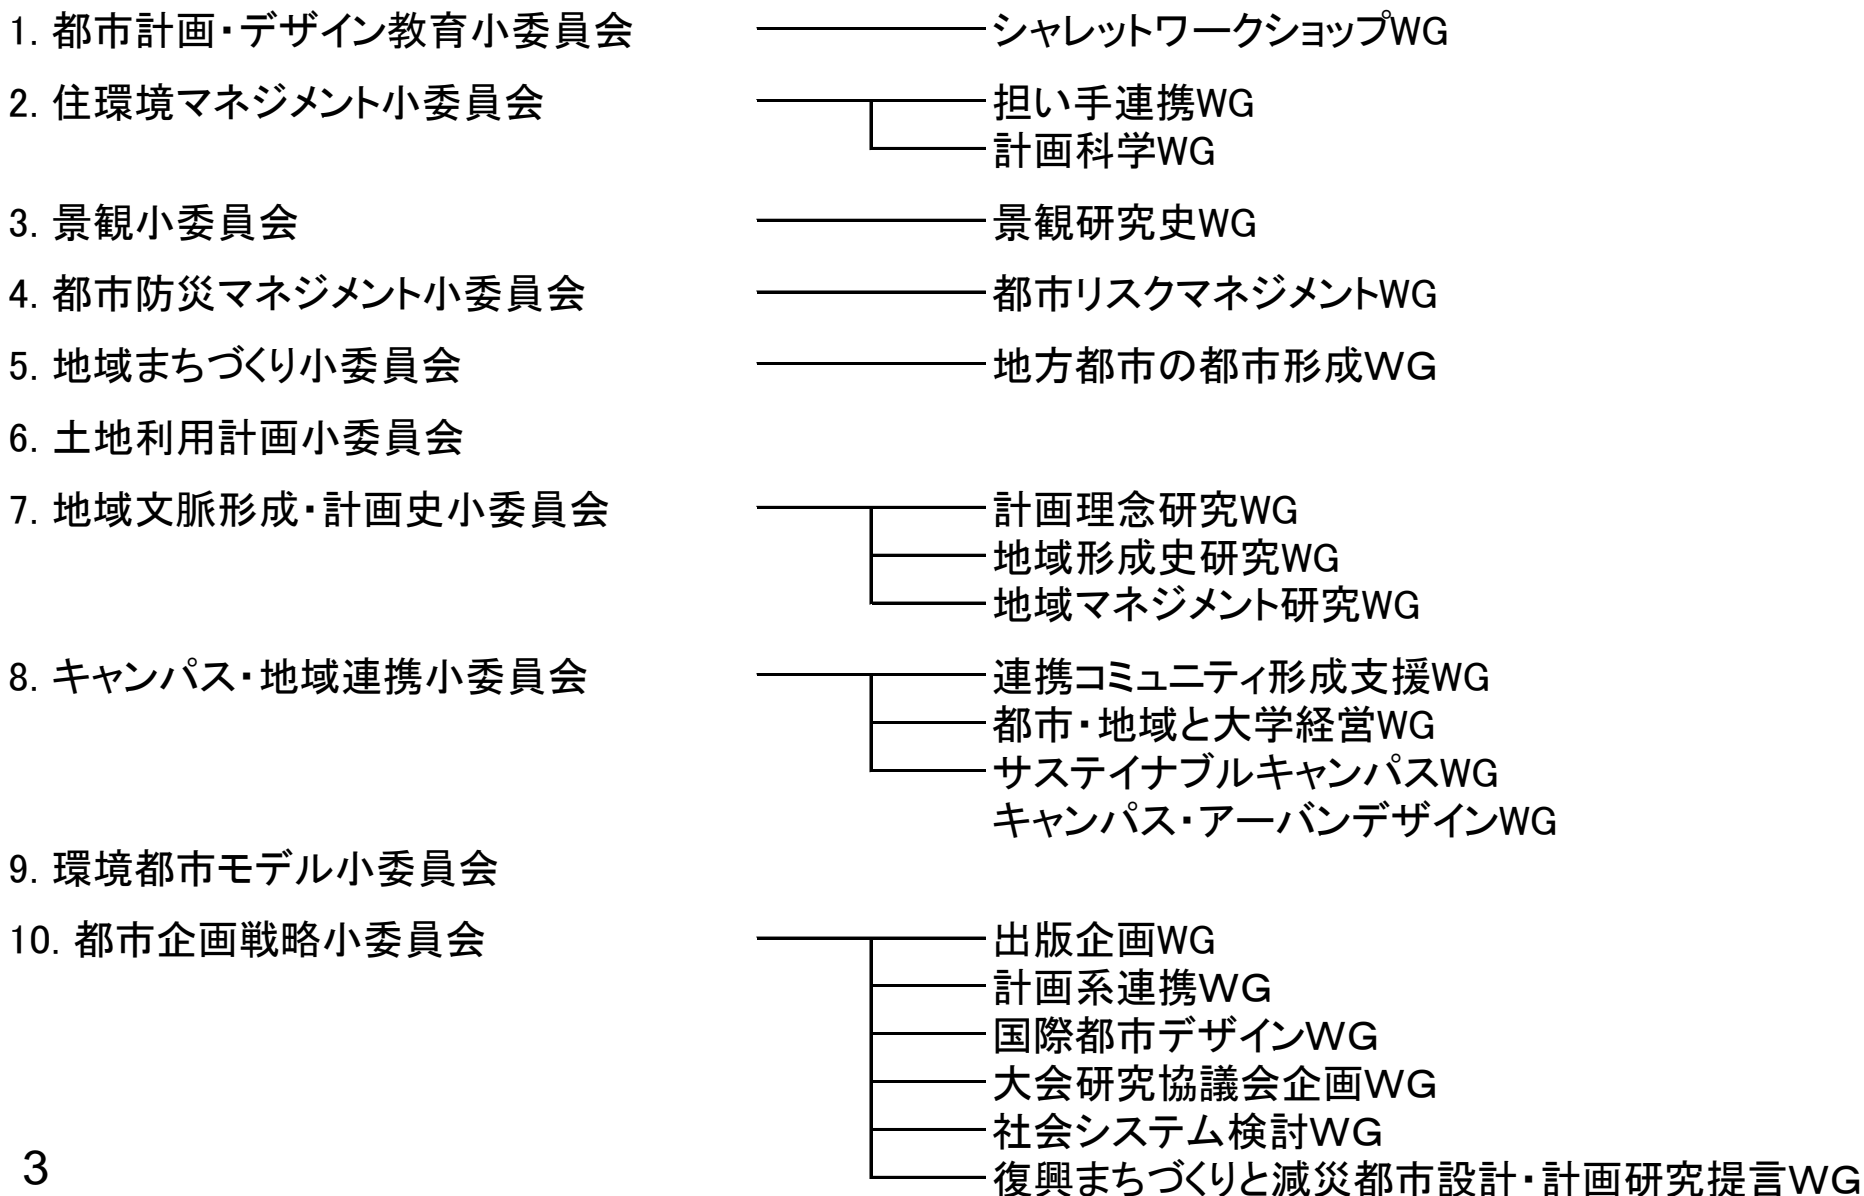 1. 都市計画・デザイン教育小委員会 シャレットワークショップWG
2. 住環境マネジメント小委員会 担い手連携WG
計画科学WG
3. 景観小委員会 景観研究史WG
4. 都市防災マネジメント小委員会 都市リスクマネジメントWG
5. 地域まちづくり小委員会 地方都市の都市形成ＷＧ
6. 土地利用計画小委員会
7. 地域文脈形成・計画史小委員会 計画理念研究WG
地域形成史研究WG
地域マネジメント研究WG
8. キャンパス・地域連携小委員会 連携コミュニティ形成支援WG
都市・地域と大学経営WG
サステイナブルキャンパスWG
キャンパス・アーバンデザインWG
9. 環境都市モデル小委員会
10. 都市企画戦略小委員会 出版企画WG
計画系連携ＷＧ
国際都市デザインＷＧ
大会研究協議会企画ＷＧ
社会システム検討ＷＧ
復興まちづくりと減災都市設計・計画研究提言ＷＧ
3